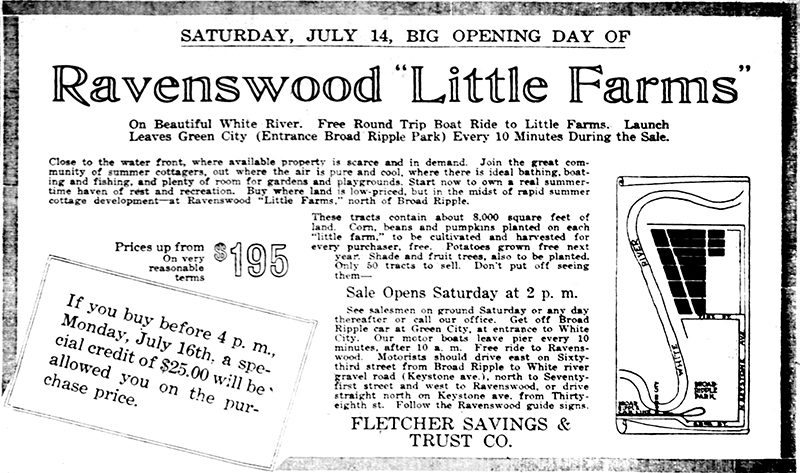 SATURDAY, JULY 14, BIG OPENING DAY OF
Ravenswood "Little Farms"
On Beautiful White River. Free Round Trip Boat Ride to Little Farms. Launch
Leaves Green City (Entrance Broad Ripple Park) Every 10 Minutes During the Sale.
Close to the water front, where available property is scarce and in demand. Join the great com-
munity of summer cottagers, out where the air is pure and cool, where there is ideal bathing, boat-
ing and fishing, and plenty of room for gardens and playgrounds. Start now to own a real summer-
time haven of rest and recreation. Buy where land is low-priced, but in the midst of rapid summer
cottage development—at Ravenswood "Little Farms," north of Broad Ripple.
Prices up from
On very
reasonable
terms
$195
These tracts contain about 8,000 square feet of
land. Corn, beans and pumpkins planted on each
"little farm," to be cultivated and harvested for
every purchaser, free. Potatoes grown free next
year. Shade and fruit trees, also to be planted.
Only 50 tracts to sell. Don't put off seeing
them—
Sale Opens Saturday at 2 p. m.
See salesmen on ground Saturday or any day
thereafter or call our office. Get off Broad
Ripple car at Green City, at entrance to White
City. Our motor boats leave pier every 10
minutes, after 10 a. m. Free ride to Ravens-
wood. Motorists should drive east on Sixty-
third street from Broad Ripple to White river
gravel road (Keystone ave.), north to Seventy-
first street and west to Ravenswood, or drive
straight north on Keystone ave. from Thirty-
eighth st. Follow the Ravenswood guide signs.
FLETCHER SAVINGS &
TRUST CO.
If you buy before 4 p. m.,
Monday, July 16th, a spe-
cial credit of $25.00 will be
allowed you on the pur-
chase price.
RIVER
WHITE
71ST ST.
KEYSTONE AVE
BROAD
RIPPLE
PARK